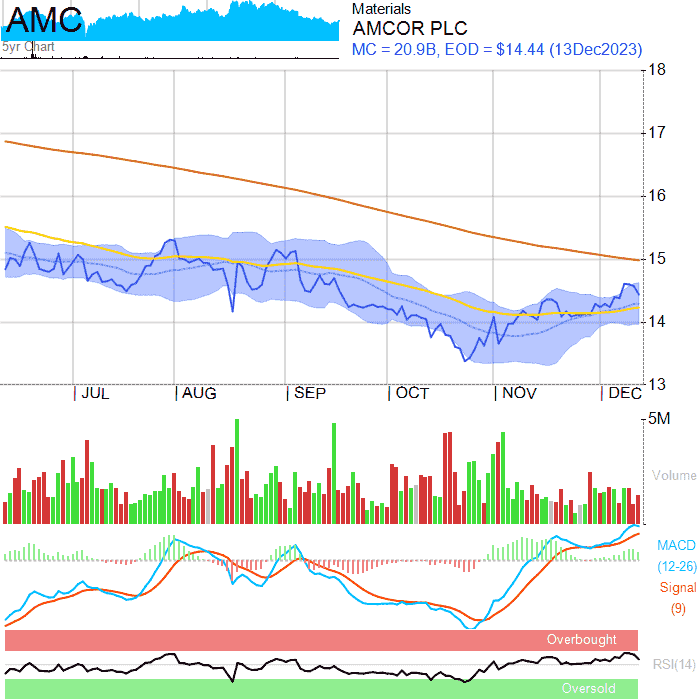 AMC
5yr Chart
Materials
AMCOR PLC
MC = 20.9B, EOD = $14.44 (13Dec2023)
18
17
16
15
14
13
JUL AUG SEP OCT NOV DEC
5M
Volume
MACD
(12-26)
Signal
(9)
Overbought
RSI(14)
Oversold